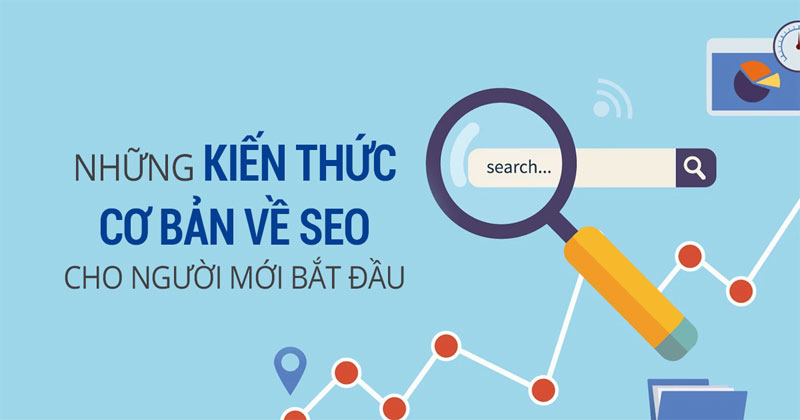 NHỮNG KIẾN THỨC
CƠ BẢN VỀ SEO
CHO NGƯỜI MỚI BẮT ĐẦU
search...